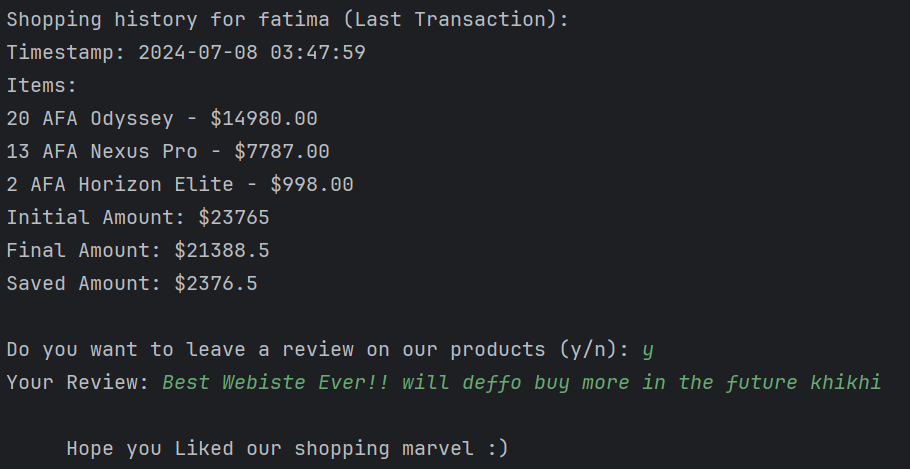 Shopping history for fatima (Last Transaction):
Timestamp: 2024-07-08 03:47:59
Items:
20 AFA Odyssey - $14980.00
13 AFA Nexus Pro - $7787.00
2 AFA Horizon Elite - $998.00
Initial Amount: $23765
Final Amount: $21388.5
Saved Amount: $2376.5
Do you want to leave a review on our products (y/n): y
Your Review: Best Webiste Ever!! will deffo buy more in the future khikhi
Hope you Liked our shopping marvel :)